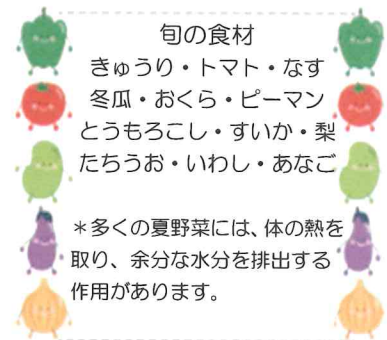 旬の食材
きゅうり・トマト・なす
冬瓜・おくら・ピーマン
とうもろこし・すいか・梨
たちうお・いわし・あなご
＊多くの夏野菜には、体の熱を
取り、余分な水分を排出する
作用があります。